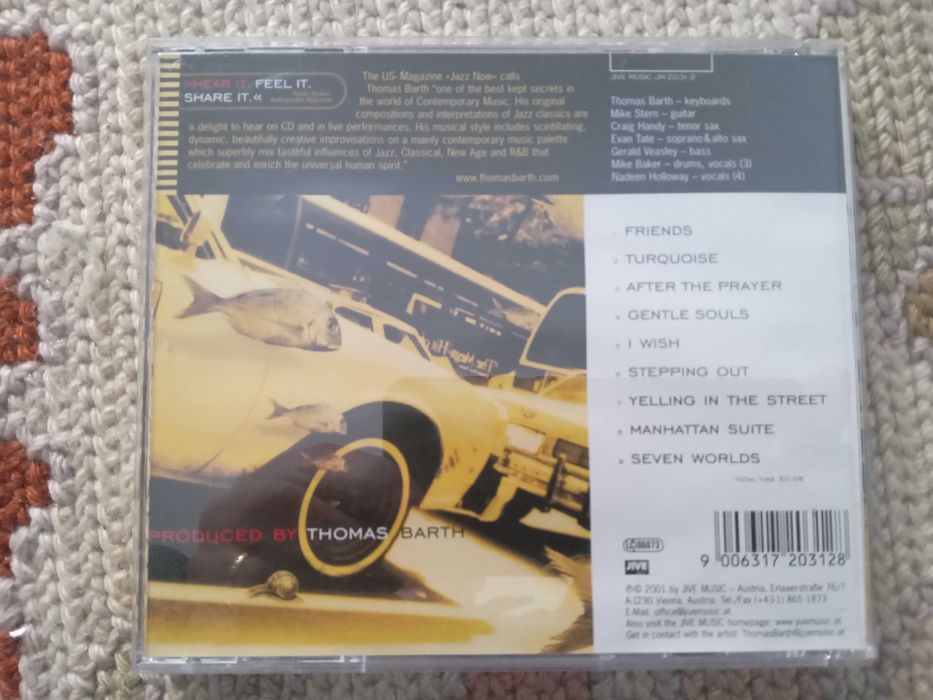 »HEAR IT. FEEL IT.
SHARE IT.«
The US- Magazine »Jazz Now« calls
Thomas Barth "one of the best kept secrets in
the world of Contemporary Music. His original
compositions and interpretations of Jazz classics are
a delight to hear on CD and in live performances. His musical style includes scintillating,
dynamic, beautifully creative improvisations on a mainly contemporary music palette
which superbly mix tasteful influences of Jazz, Classical, New Age and R&B that
celebrate and enrich the universal human spirit."
www.thomasbarth.com
JIVE MUSIC JM-2031-2
Thomas Barth – keyboards
Mike Stern – guitar
Craig Handy – tenor sax
Evan Tate – soprano & alto sax
Gerald Veasley – bass
Mike Baker – drums, vocals (3)
Nadeen Holloway – vocals (4)
FRIENDS
TURQUOISE
AFTER THE PRAYER
GENTLE SOULS
I WISH
STEPPING OUT
YELLING IN THE STREET
MANHATTAN SUITE
SEVEN WORLDS
TOTAL TIME 50:08
PRODUCED BY THOMAS BARTH
LC 06873
JIVE
9 006317 203128
℗© 2001 by JIVE MUSIC – Austria, Erlaaerstraße 76/7
A-1230 Vienna, Austria. Tel./Fax (+43-1) 865 1873
E-Mail: office@jivemusic.at
Also visit the JIVE MUSIC homepage: www.jivemusic.at
Get in contact with the artist: ThomasBarth@jivemusic.at